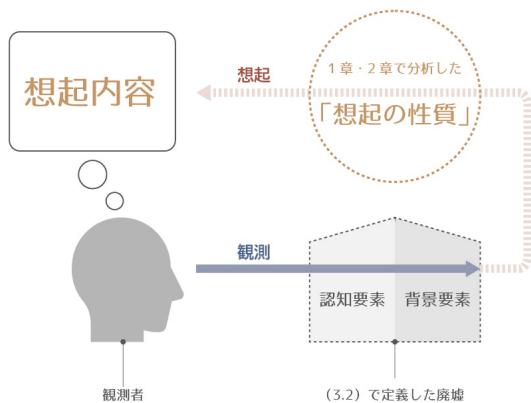 想起内容
想起
1章・2章で分析した
「想起の性質」
観測
認知要素
背景要素
観測者
（3.2）で定義した廃墟